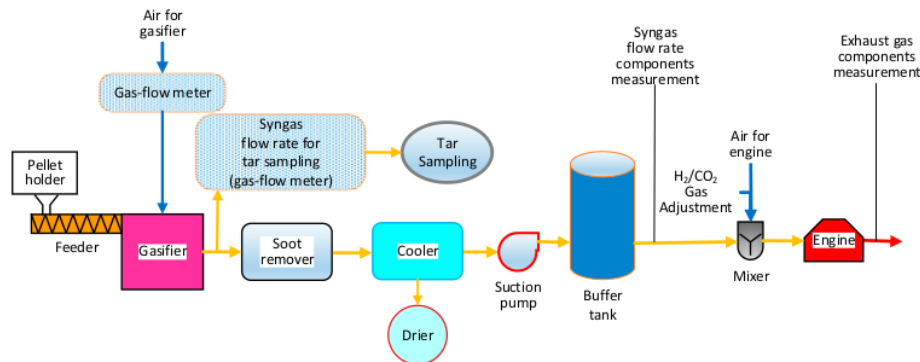 Air for
gasifier
Gas-flow meter
Syngas
flow rate for
tar sampling
(gas-flow meter)
Tar
Sampling
Syngas
flow rate
components
measurement
Exhaust gas
components
measurement
Air for
engine
H₂/CO₂
Gas
Adjustment
Pellet
holder
Feeder
Gasifier
Soot
remover
Cooler
Suction
pump
Drier
Buffer
tank
Mixer
Engine